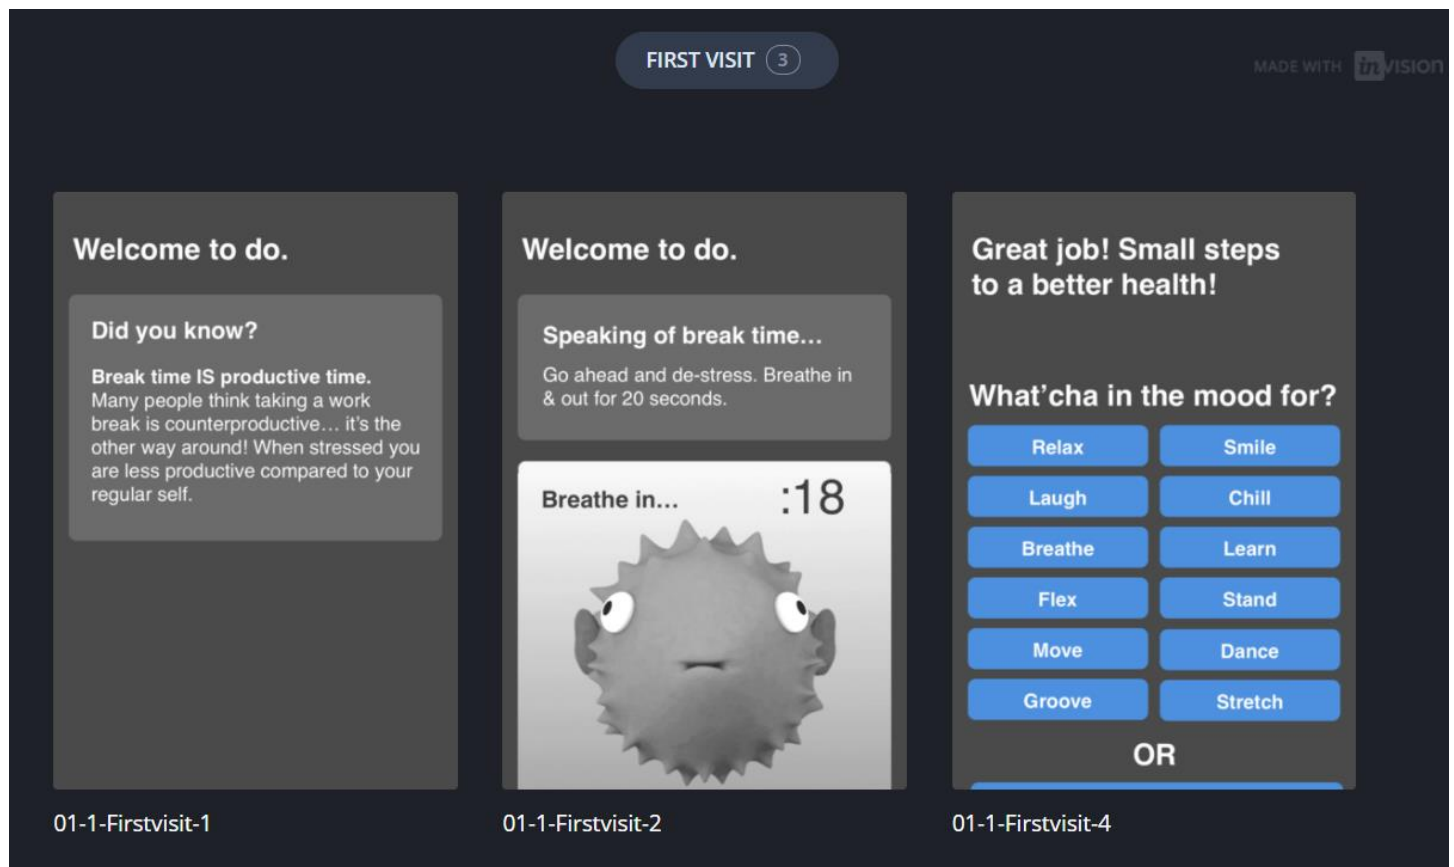 FIRST VISIT 3
MADE WITH inVISION
Welcome to do.
Did you know?
Break time IS productive time.
Many people think taking a work
break is counterproductive… it's the
other way around! When stressed you
are less productive compared to your
regular self.
01-1-Firstvisit-1
Welcome to do.
Speaking of break time…
Go ahead and de-stress. Breathe in
& out for 20 seconds.
Breathe in…
:18
01-1-Firstvisit-2
Great job! Small steps
to a better health!
What'cha in the mood for?
Relax
Smile
Laugh
Chill
Breathe
Learn
Flex
Stand
Move
Dance
Groove
Stretch
OR
01-1-Firstvisit-4